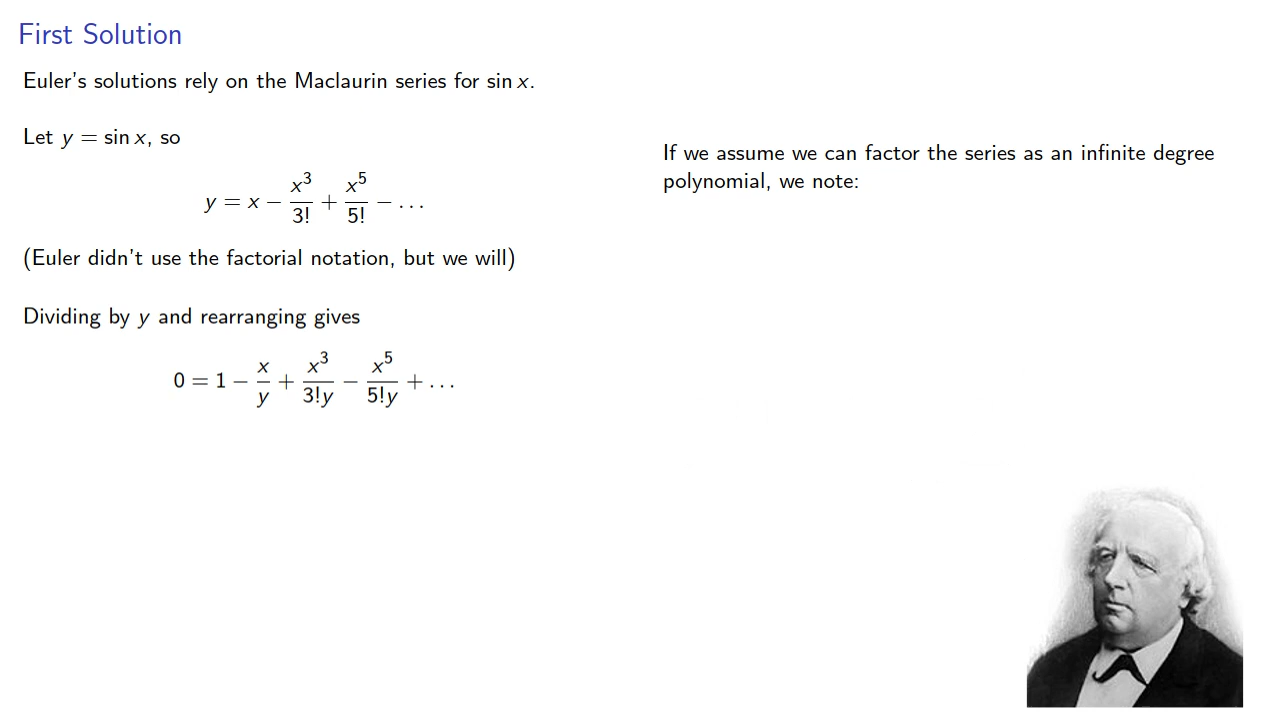 First Solution
Euler's solutions rely on the Maclaurin series for sin x.
Let y = sin x, so
y = x − x³/3! + x⁵/5! − …
(Euler didn't use the factorial notation, but we will)
Dividing by y and rearranging gives
0 = 1 − x/y + x³/3!y − x⁵/5!y + …
If we assume we can factor the series as an infinite degree
polynomial, we note: